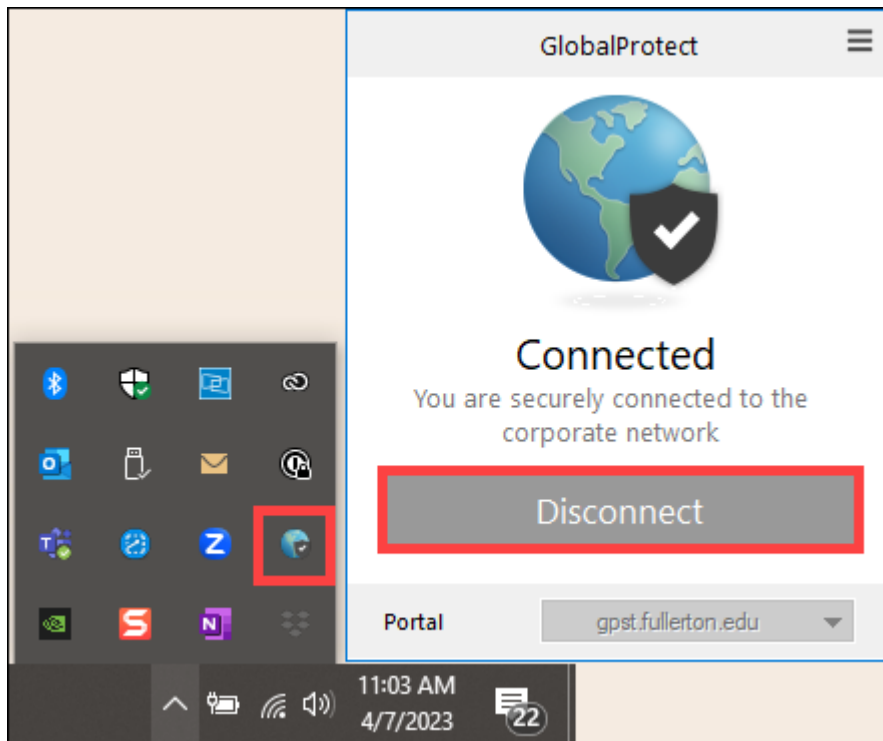 GlobalProtect
Connected
You are securely connected to the
corporate network
Disconnect
Portal
gpst.fullerton.edu
11:03 AM
4/7/2023
22